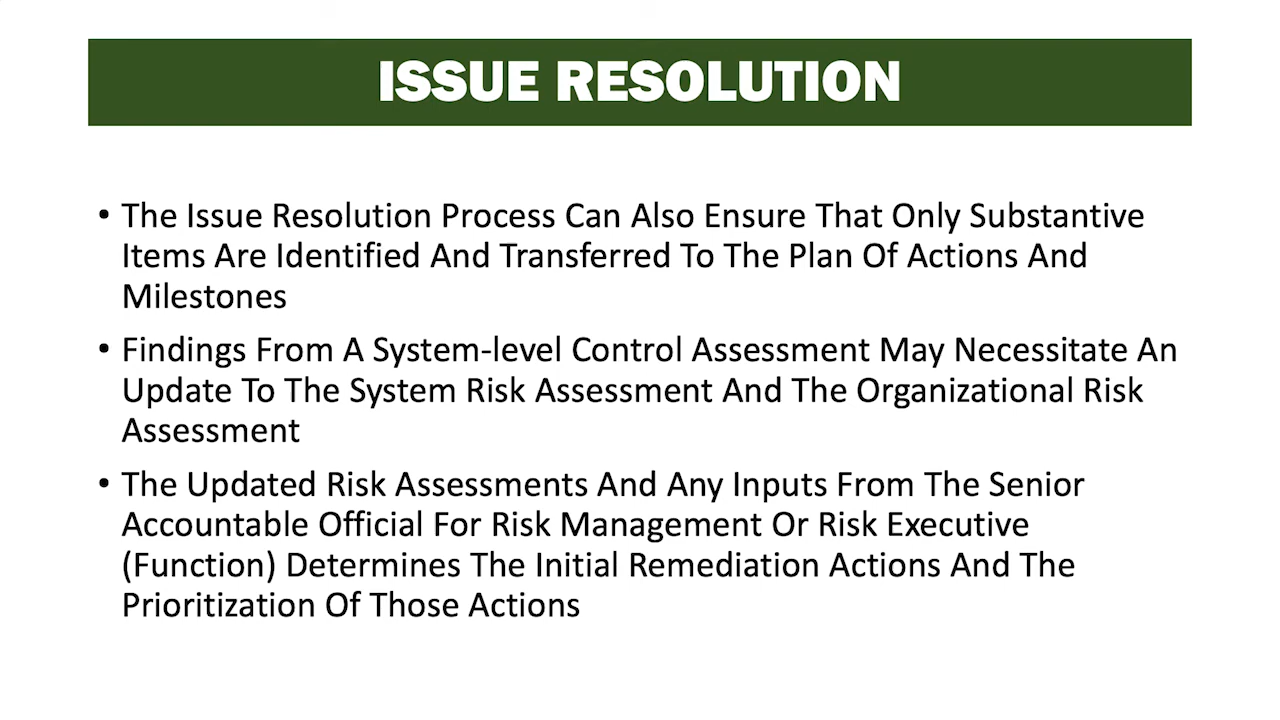 ISSUE RESOLUTION
• The Issue Resolution Process Can Also Ensure That Only Substantive
Items Are Identified And Transferred To The Plan Of Actions And
Milestones
• Findings From A System-level Control Assessment May Necessitate An
Update To The System Risk Assessment And The Organizational Risk
Assessment
• The Updated Risk Assessments And Any Inputs From The Senior
Accountable Official For Risk Management Or Risk Executive
(Function) Determines The Initial Remediation Actions And The
Prioritization Of Those Actions